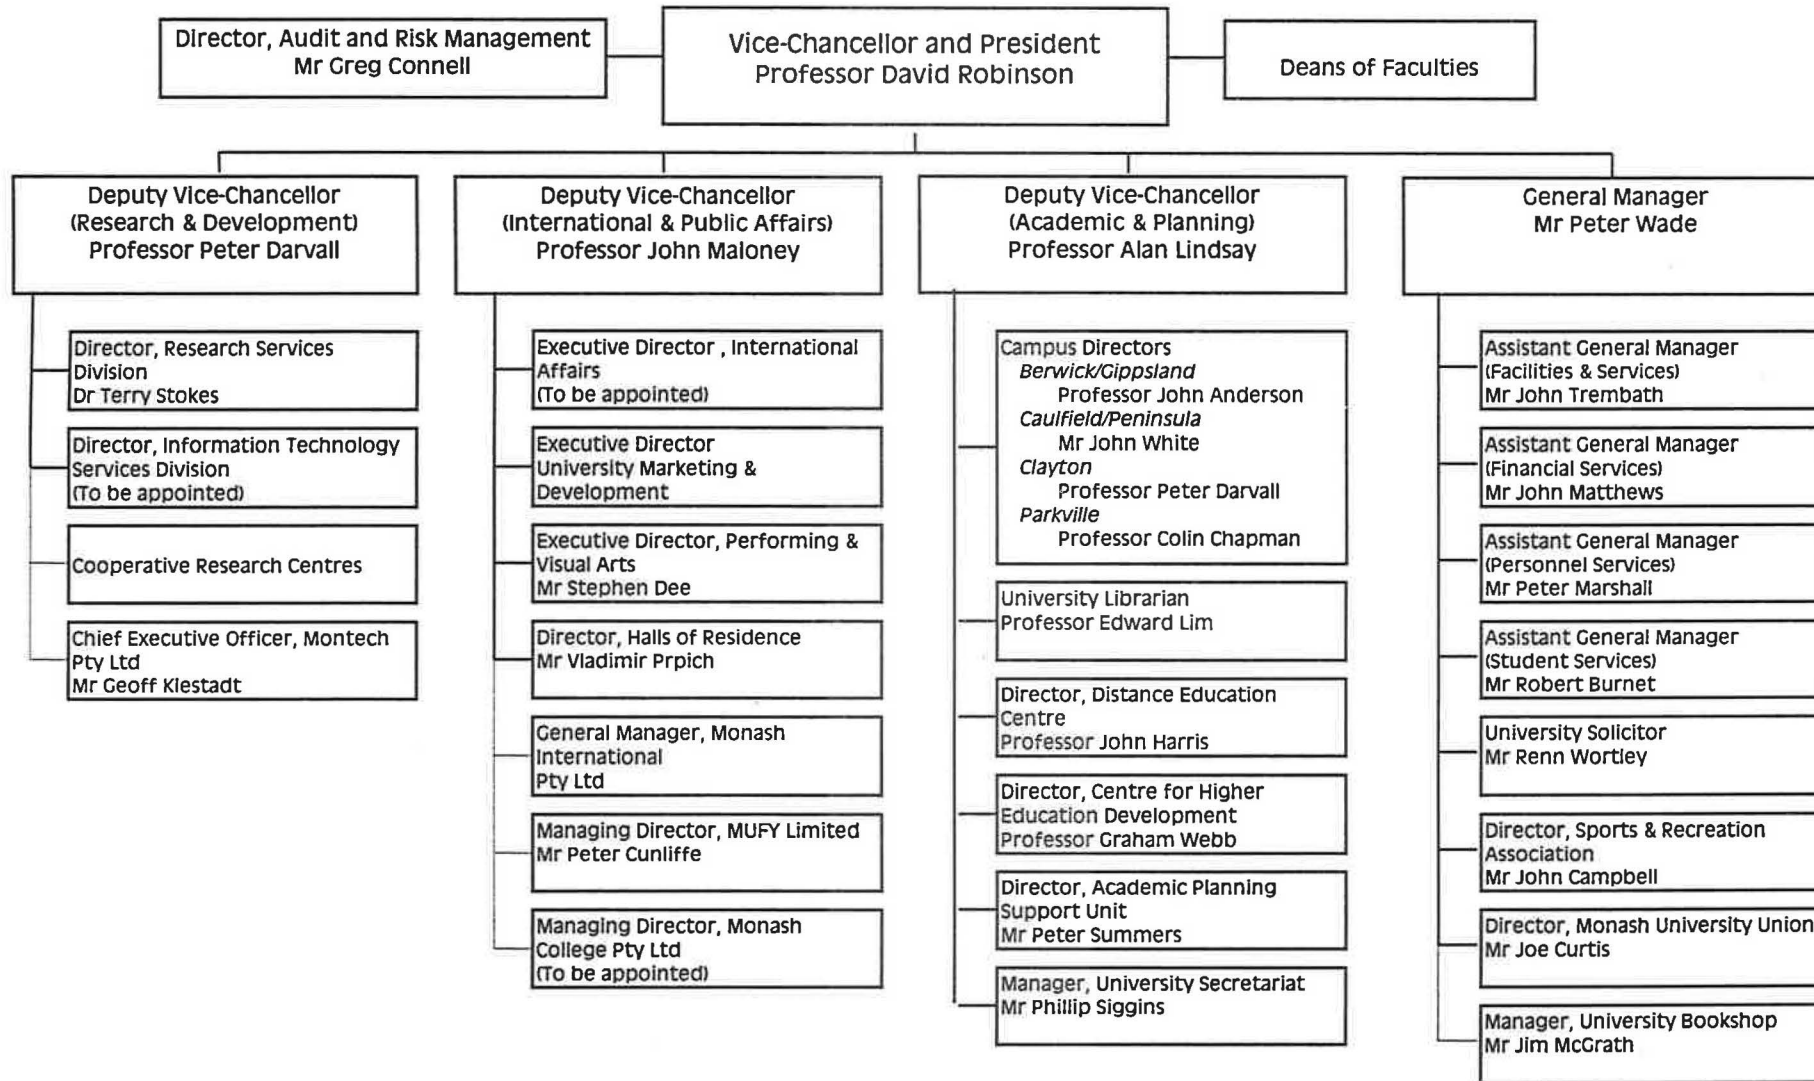 Director, Audit and Risk Management
Mr Greg Connell
Vice-Chancellor and President
Professor David Robinson
Deans of Faculties
Deputy Vice-Chancellor
(Research & Development)
Professor Peter Darvall
Director, Research Services
Division
Dr Terry Stokes
Director, Information Technology
Services Division
(To be appointed)
Cooperative Research Centres
Chief Executive Officer, Montech
Pty Ltd
Mr Geoff Klestadt
Deputy Vice-Chancellor
(International & Public Affairs)
Professor John Maloney
Executive Director , International
Affairs
(To be appointed)
Executive Director
University Marketing &
Development
Executive Director, Performing &
Visual Arts
Mr Stephen Dee
Director, Halls of Residence
Mr Vladimir Prpich
General Manager, Monash
International
Pty Ltd
Managing Director, MUFY Limited
Mr Peter Cunliffe
Managing Director, Monash
College Pty Ltd
(To be appointed)
Deputy Vice-Chancellor
(Academic & Planning)
Professor Alan Lindsay
Campus Directors
Berwick/Gippsland
Professor John Anderson
Caulfield/Peninsula
Mr John White
Clayton
Professor Peter Darvall
Parkville
Professor Colin Chapman
University Librarian
Professor Edward Lim
Director, Distance Education
Centre
Professor John Harris
Director, Centre for Higher
Education Development
Professor Graham Webb
Director, Academic Planning
Support Unit
Mr Peter Summers
Manager, University Secretariat
Mr Phillip Siggins
General Manager
Mr Peter Wade
Assistant General Manager
(Facilities & Services)
Mr John Trembath
Assistant General Manager
(Financial Services)
Mr John Matthews
Assistant General Manager
(Personnel Services)
Mr Peter Marshall
Assistant General Manager
(Student Services)
Mr Robert Burnet
University Solicitor
Mr Renn Wortley
Director, Sports & Recreation
Association
Mr John Campbell
Director, Monash University Union
Mr Joe Curtis
Manager, University Bookshop
Mr Jim McGrath